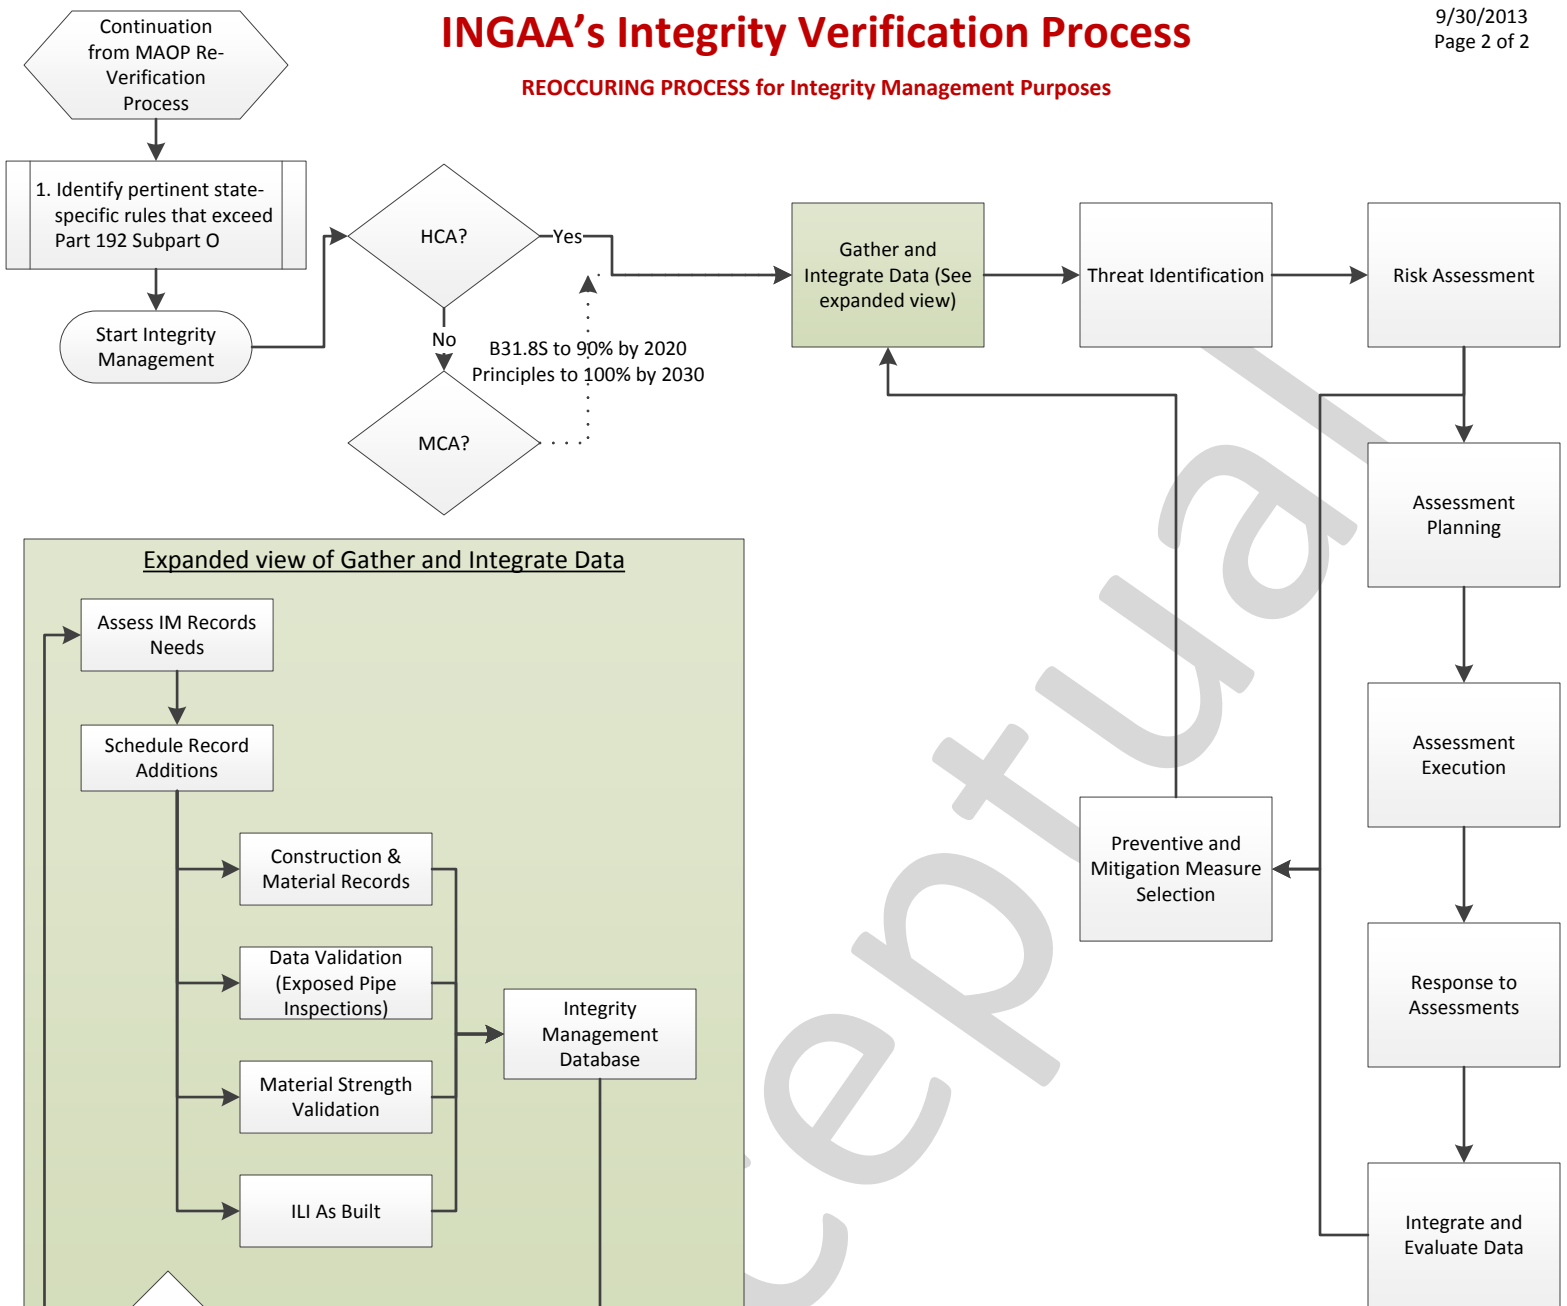 Continuation
from MAOP Re-
Verification
Process
INGAA's Integrity Verification Process
REOCCURING PROCESS for Integrity Management Purposes
9/30/2013
Page 2 of 2
1. Identify pertinent state-
specific rules that exceed
Part 192 Subpart O
Start Integrity
Management
HCA?
Yes
No
B31.8S to 90% by 2020
Principles to 100% by 2030
MCA?
Gather and
Integrate Data (See
expanded view)
Threat Identification
Risk Assessment
Assessment
Planning
Assessment
Execution
Preventive and
Mitigation Measure
Selection
Response to
Assessments
Integrate and
Evaluate Data
Expanded view of Gather and Integrate Data
Assess IM Records
Needs
Schedule Record
Additions
Construction &
Material Records
Data Validation
(Exposed Pipe
Inspections)
Material Strength
Validation
ILI As Built
Integrity
Management
Database